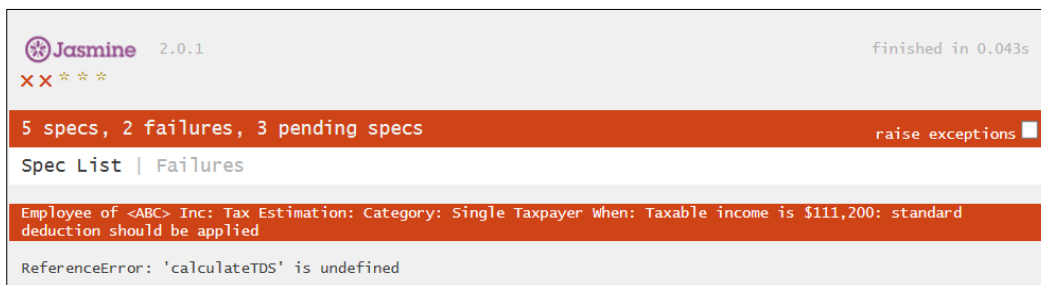 Jasmine 2.0.1 finished in 0.043s
××***
5 specs, 2 failures, 3 pending specs raise exceptions
Spec List | Failures
Employee of <ABC> Inc: Tax Estimation: Category: Single Taxpayer When: Taxable income is $111,200: standard
deduction should be applied
ReferenceError: 'calculateTDS' is undefined